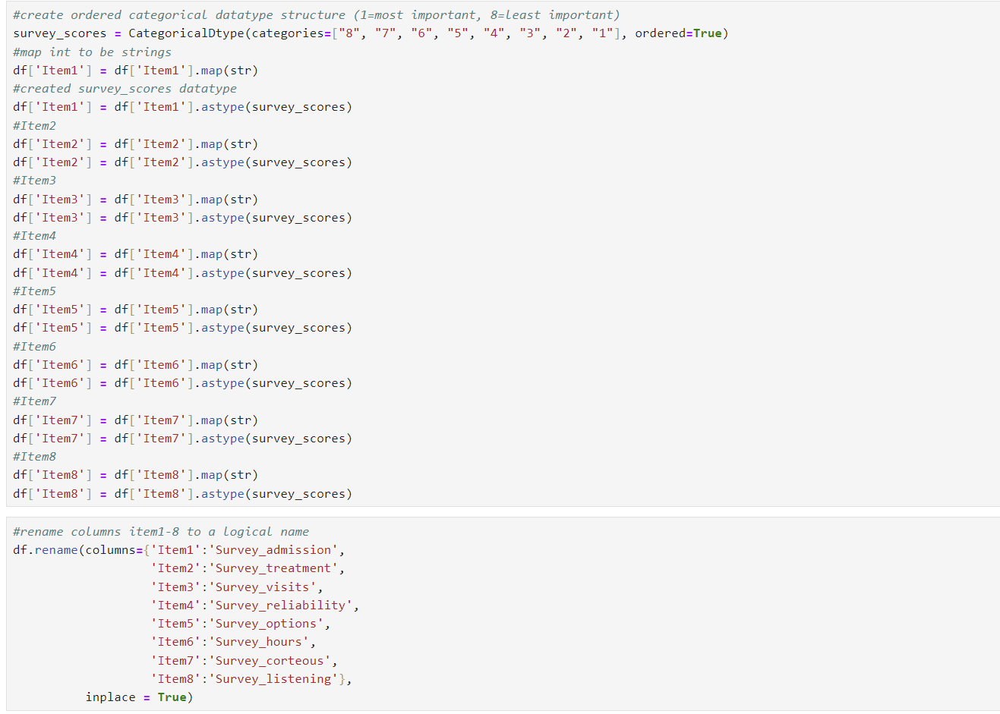 #create ordered categorical datatype structure (1=most important, 8=least important)
survey_scores = CategoricalDtype(categories=["8", "7", "6", "5", "4", "3", "2", "1"], ordered=True)
#map int to be strings
df['Item1'] = df['Item1'].map(str)
#created survey_scores datatype
df['Item1'] = df['Item1'].astype(survey_scores)
#Item2
df['Item2'] = df['Item2'].map(str)
df['Item2'] = df['Item2'].astype(survey_scores)
#Item3
df['Item3'] = df['Item3'].map(str)
df['Item3'] = df['Item3'].astype(survey_scores)
#Item4
df['Item4'] = df['Item4'].map(str)
df['Item4'] = df['Item4'].astype(survey_scores)
#Item5
df['Item5'] = df['Item5'].map(str)
df['Item5'] = df['Item5'].astype(survey_scores)
#Item6
df['Item6'] = df['Item6'].map(str)
df['Item6'] = df['Item6'].astype(survey_scores)
#Item7
df['Item7'] = df['Item7'].map(str)
df['Item7'] = df['Item7'].astype(survey_scores)
#Item8
df['Item8'] = df['Item8'].map(str)
df['Item8'] = df['Item8'].astype(survey_scores)
#rename columns item1-8 to a logical name
df.rename(columns={'Item1':'Survey_admission',
                   'Item2':'Survey_treatment',
                   'Item3':'Survey_visits',
                   'Item4':'Survey_reliability',
                   'Item5':'Survey_options',
                   'Item6':'Survey_hours',
                   'Item7':'Survey_corteous',
                   'Item8':'Survey_listening'},
          inplace = True)